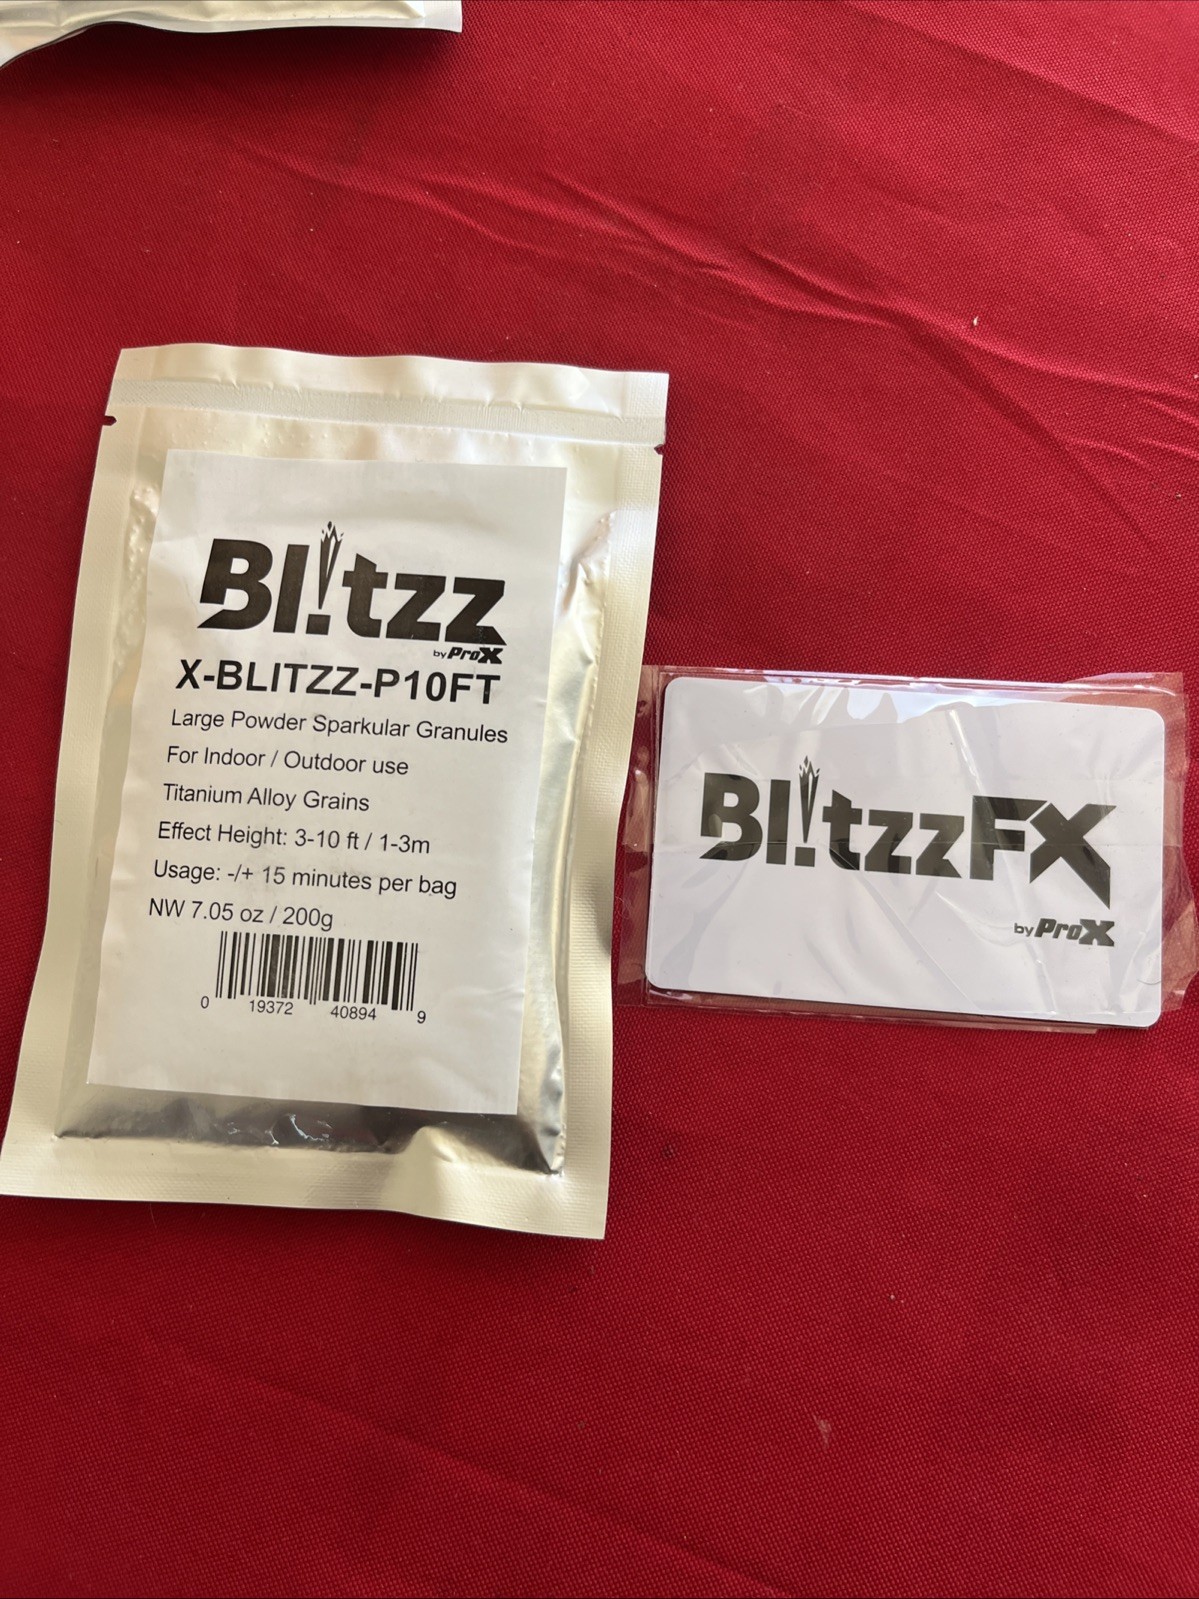 Bl!tzz
by ProX
X-BLITZZ-P10FT
Large Powder Sparkular Granules
For Indoor / Outdoor use
Titanium Alloy Grains
Effect Height: 3-10 ft / 1-3m
Usage: -/+ 15 minutes per bag
NW 7.05 oz / 200g
0 19372 40894 9
Bl!tzzFX
by ProX